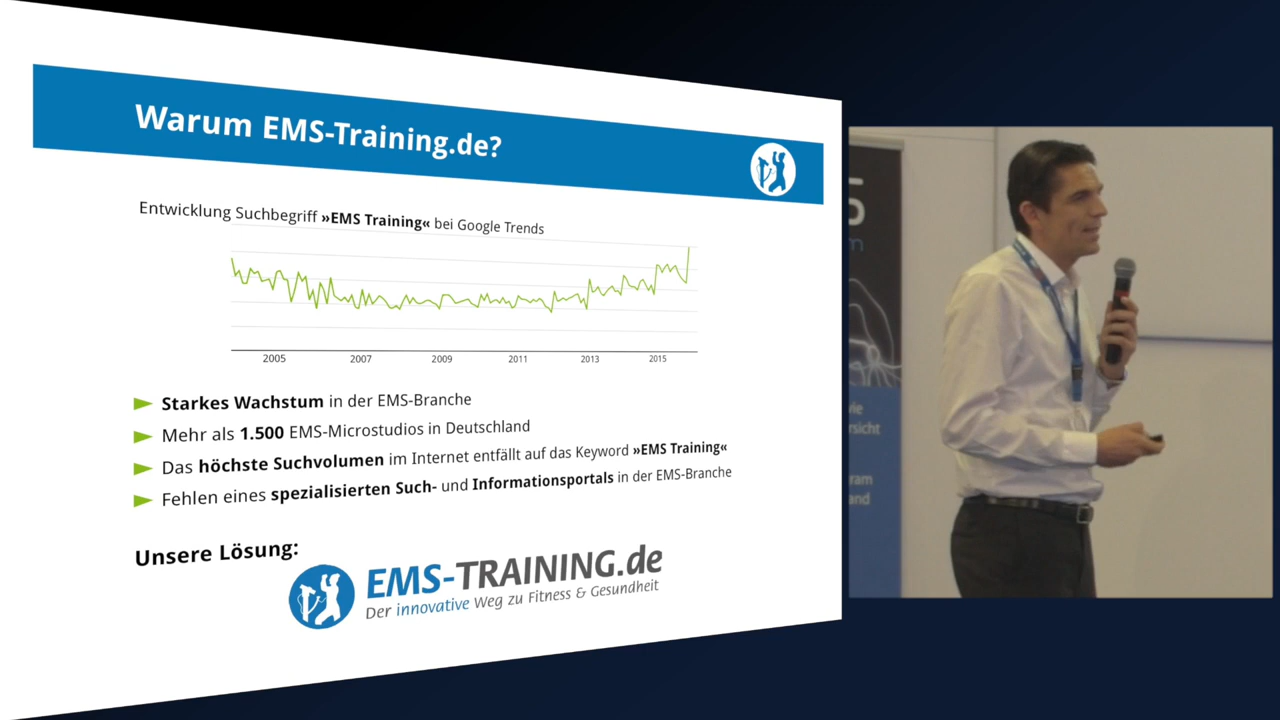 Warum EMS-Training.de?
Entwicklung Suchbegriff »EMS Training« bei Google Trends
2005 2007 2009 2011 2013 2015
Starkes Wachstum in der EMS-Branche
Mehr als 1.500 EMS-Microstudios in Deutschland
Das höchste Suchvolumen im Internet entfällt auf das Keyword »EMS Training«
Fehlen eines spezialisierten Such- und Informationsportals in der EMS-Branche
Unsere Lösung:
EMS-TRAINING.de
Der innovative Weg zu Fitness & Gesundheit